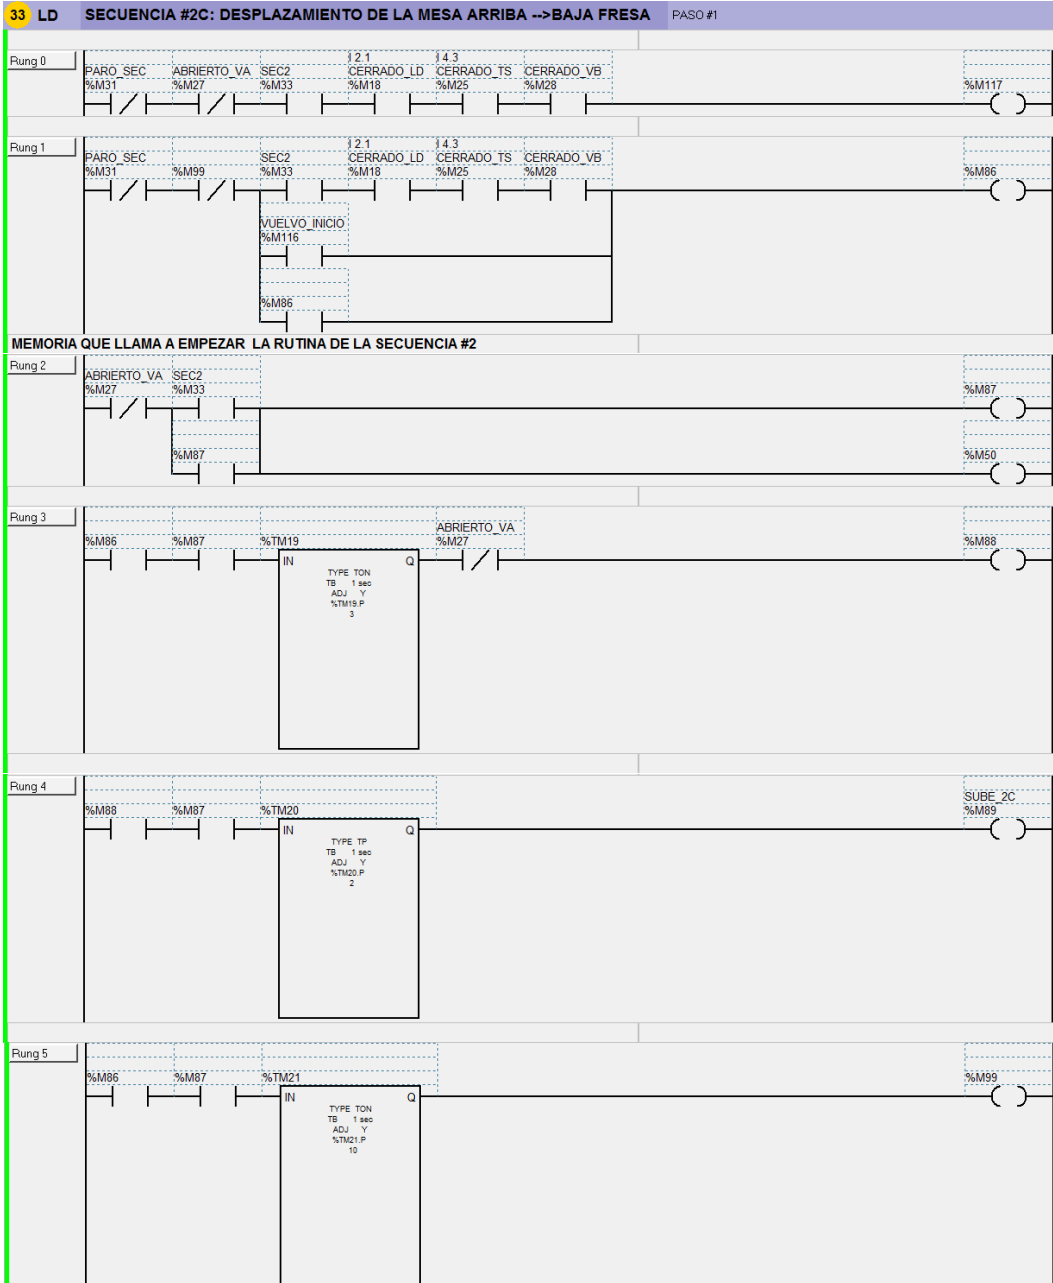 33 LD SECUENCIA #2C: DESPLAZAMIENTO DE LA MESA ARRIBA -->BAJA FRESA PASO #1
Rung 0
I 2.1 I 4.3
PARO_SEC ABRIERTO_VA SEC2 CERRADO_LD CERRADO_TS CERRADO_VB
%M31 %M27 %M33 %M18 %M25 %M28 %M117
Rung 1
I 2.1 I 4.3
PARO_SEC SEC2 CERRADO_LD CERRADO_TS CERRADO_VB
%M31 %M99 %M33 %M18 %M25 %M28 %M86
VUELVO_INICIO
%M116
%M86
MEMORIA QUE LLAMA A EMPEZAR LA RUTINA DE LA SECUENCIA #2
Rung 2
ABRIERTO_VA SEC2
%M27 %M33 %M87
%M87 %M50
Rung 3
ABRIERTO_VA
%M86 %M87 %TM19 %M27 %M88
IN Q
TYPE TON
TB 1 sec
ADJ Y
%TM19.P
3
Rung 4
SUBE_2C
%M88 %M87 %TM20 %M89
IN Q
TYPE TP
TB 1 sec
ADJ Y
%TM20.P
2
Rung 5
%M86 %M87 %TM21 %M99
IN Q
TYPE TON
TB 1 sec
ADJ Y
%TM21.P
10